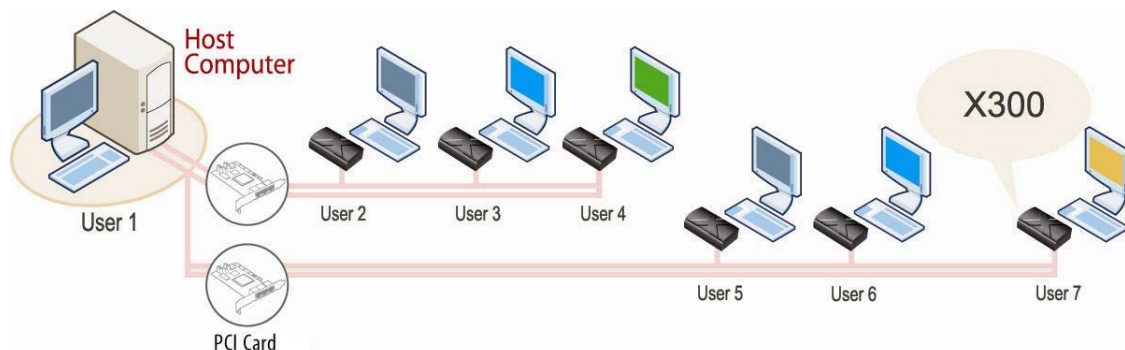 Host
Computer
X300
User 1
User 2
User 3
User 4
User 5
User 6
User 7
PCI Card